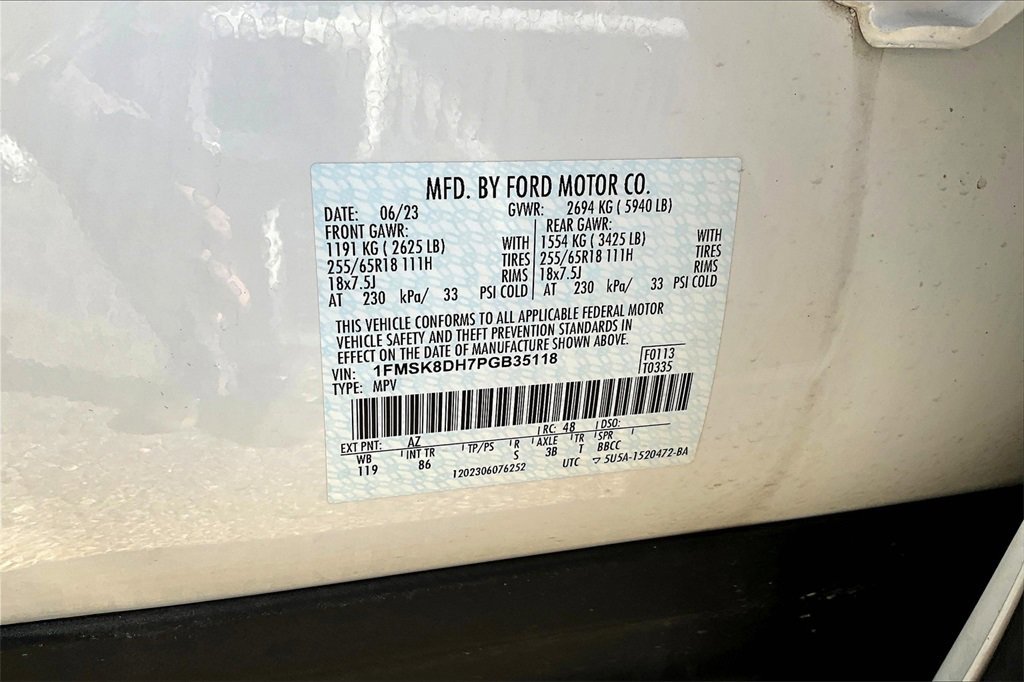 MFD. BY FORD MOTOR CO.
DATE: 06/23 GVWR: 2694 KG ( 5940 LB)
FRONT GAWR: REAR GAWR:
1191 KG ( 2625 LB) WITH 1554 KG ( 3425 LB) WITH
255/65R18 111H TIRES 255/65R18 111H TIRES
18x7.5J RIMS 18x7.5J RIMS
AT 230 kPa/ 33 PSI COLD AT 230 kPa/ 33 PSI COLD
THIS VEHICLE CONFORMS TO ALL APPLICABLE FEDERAL MOTOR
VEHICLE SAFETY AND THEFT PREVENTION STANDARDS IN
EFFECT ON THE DATE OF MANUFACTURE SHOWN ABOVE.
VIN: 1FMSK8DH7PGB35118 F0113
TYPE: MPV T0335
EXT PNT: AZ RC: 48 DSO:
WB INT TR TP/PS R AXLE TR SPR
119 86 S 3B T BBCC
1202306076252 UTC ▽5U5A-1520472-BA